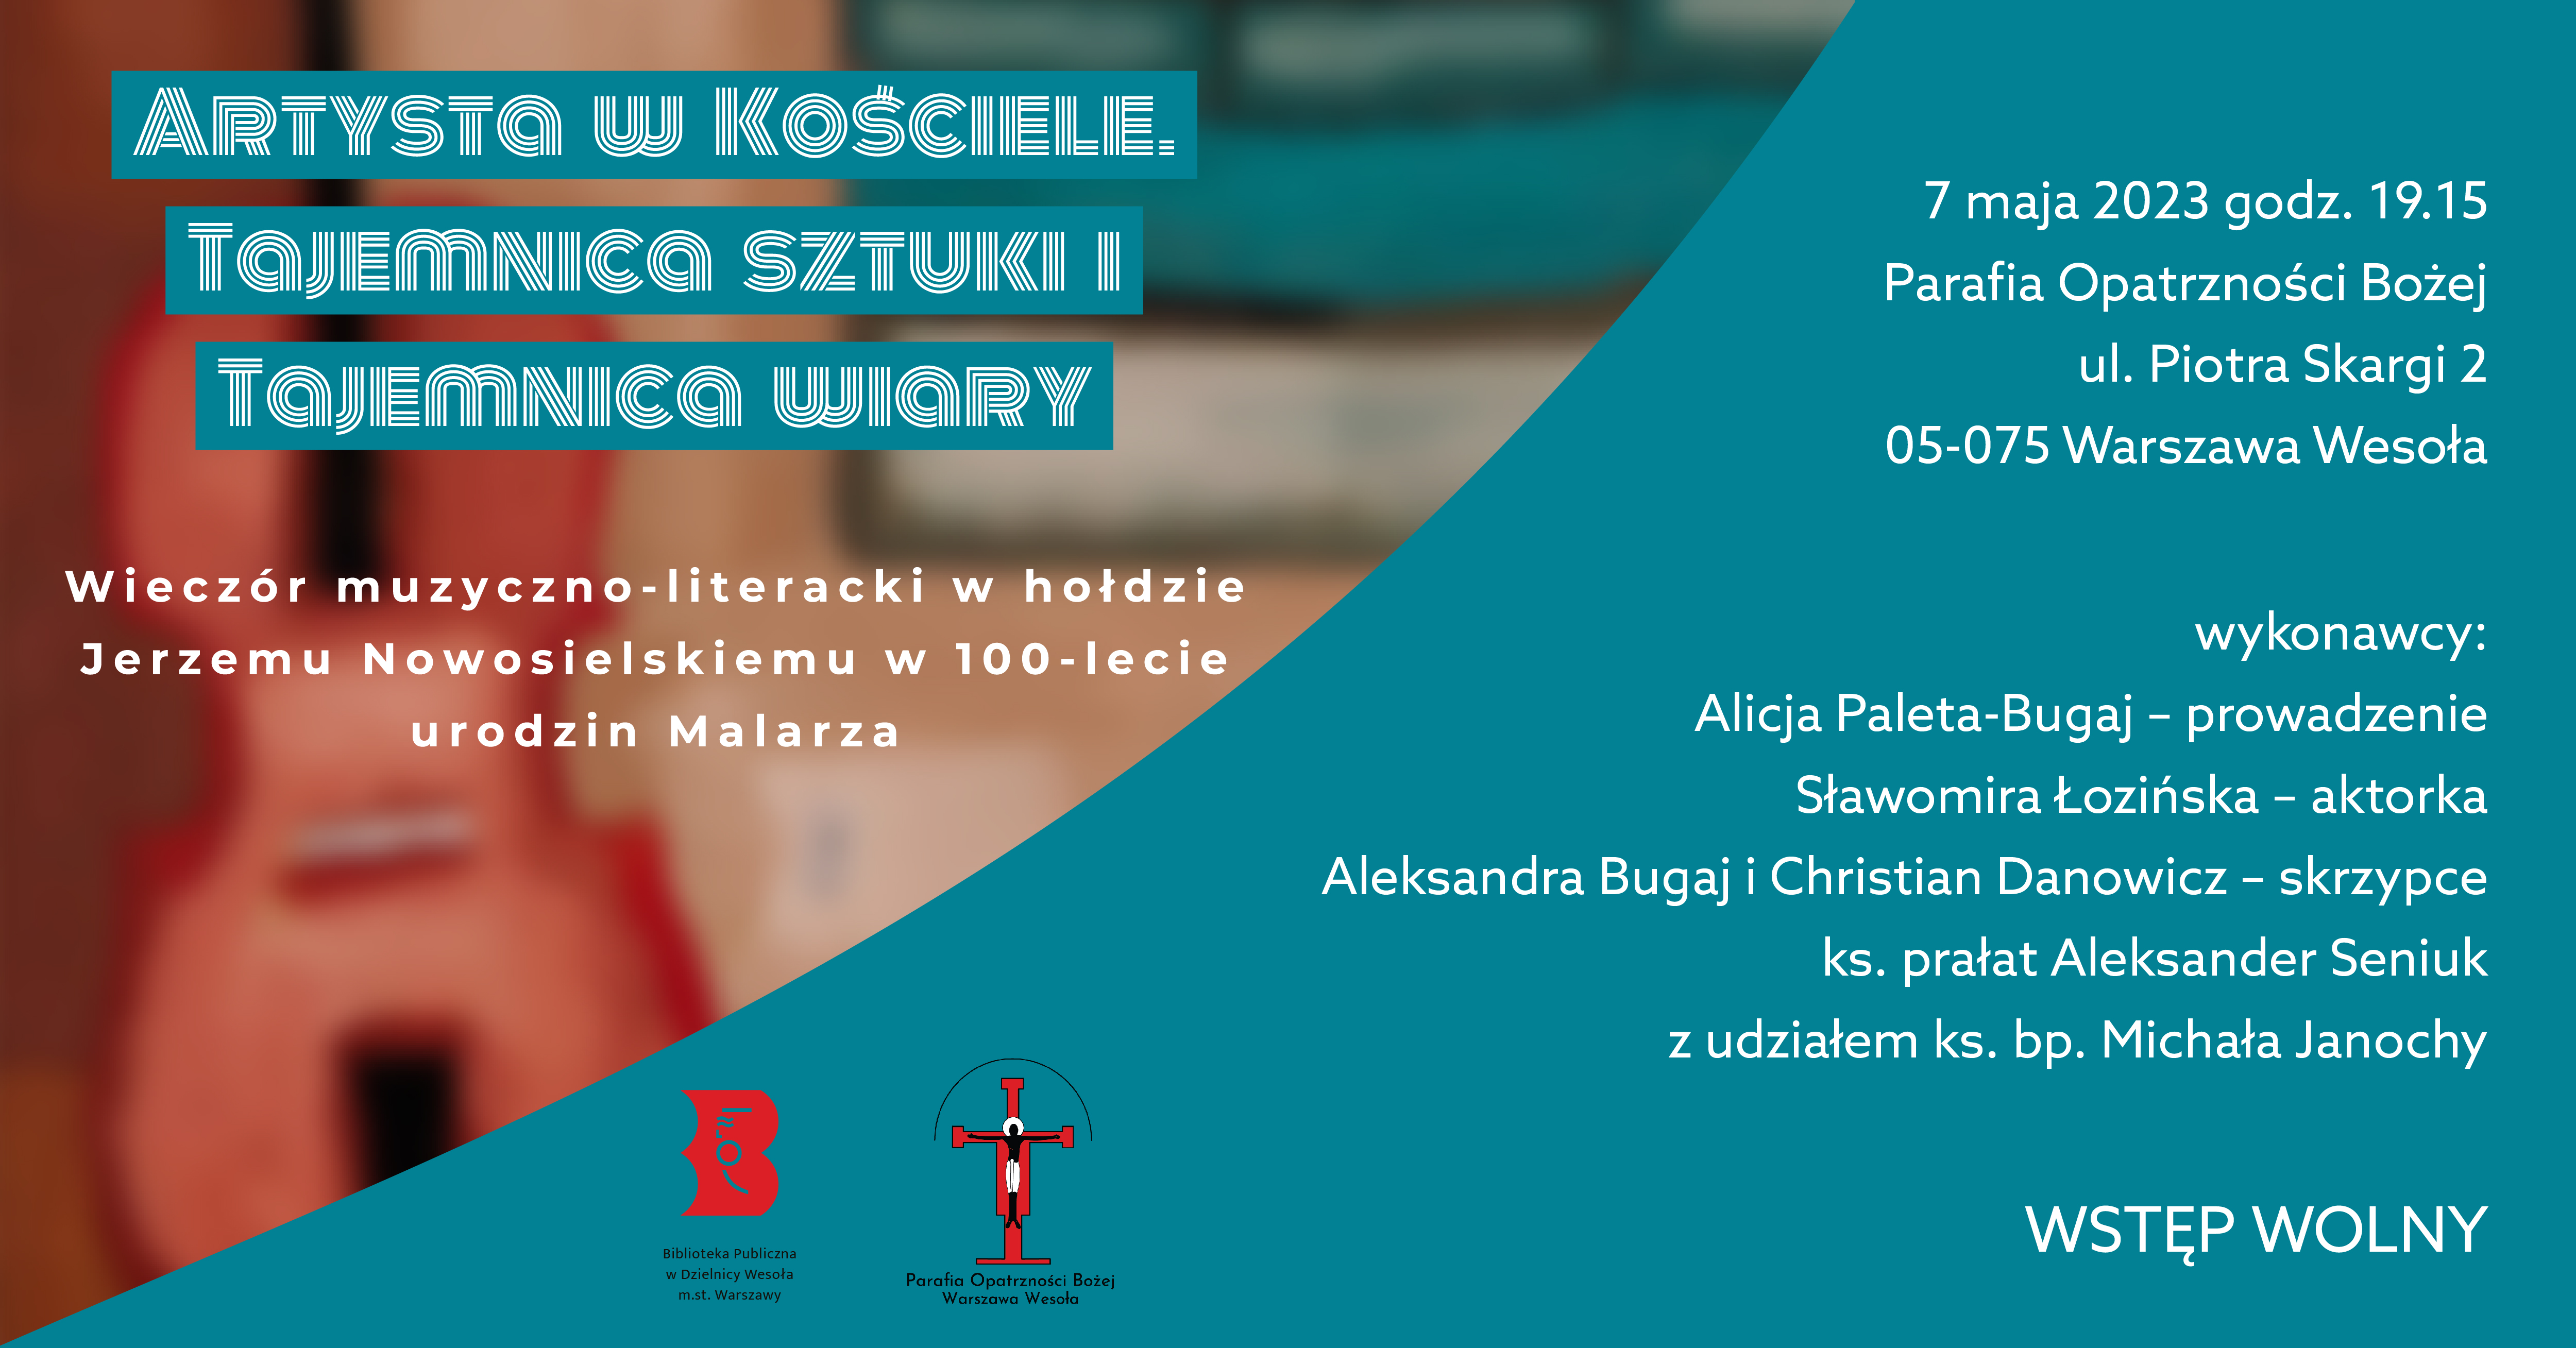 Artysta w Kościele.
Tajemnica sztuki i
Tajemnica wiary
Wieczór muzyczno-literacki w hołdzie
Jerzemu Nowosielskiemu w 100-lecie
urodzin Malarza
7 maja 2023 godz. 19.15
Parafia Opatrzności Bożej
ul. Piotra Skargi 2
05-075 Warszawa Wesoła
wykonawcy:
Alicja Paleta-Bugaj – prowadzenie
Sławomira Łozińska – aktorka
Aleksandra Bugaj i Christian Danowicz – skrzypce
ks. prałat Aleksander Seniuk
z udziałem ks. bp. Michała Janochy
WSTĘP WOLNY
Biblioteka Publiczna
w Dzielnicy Wesoła
m.st. Warszawy
Parafia Opatrzności Bożej
Warszawa Wesoła